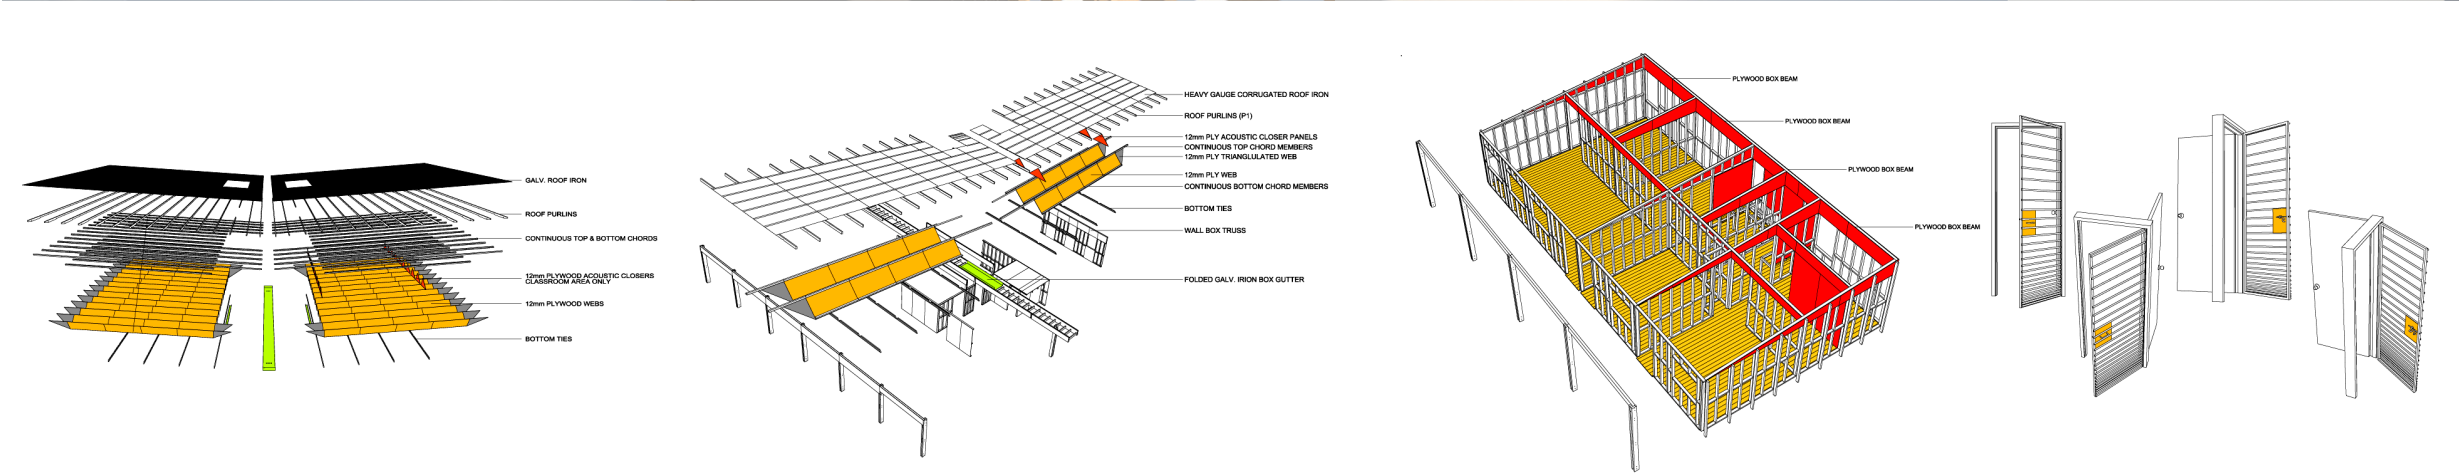 GALV. ROOF IRON
ROOF PURLINS
CONTINUOUS TOP & BOTTOM CHORDS
12mm PLYWOOD ACOUSTIC CLOSERS
CLASSROOM AREA ONLY
12mm PLYWOOD WEBS
BOTTOM TIES
HEAVY GAUGE CORRUGATED ROOF IRON
ROOF PURLINS (P1)
12mm PLY ACOUSTIC CLOSER PANELS
CONTINUOUS TOP CHORD MEMBERS
12mm PLY TRIANGLULATED WEB
12mm PLY WEB
CONTINUOUS BOTTOM CHORD MEMBERS
BOTTOM TIES
WALL BOX TRUSS
FOLDED GALV. IRION BOX GUTTER
PLYWOOD BOX BEAM
PLYWOOD BOX BEAM
PLYWOOD BOX BEAM
PLYWOOD BOX BEAM